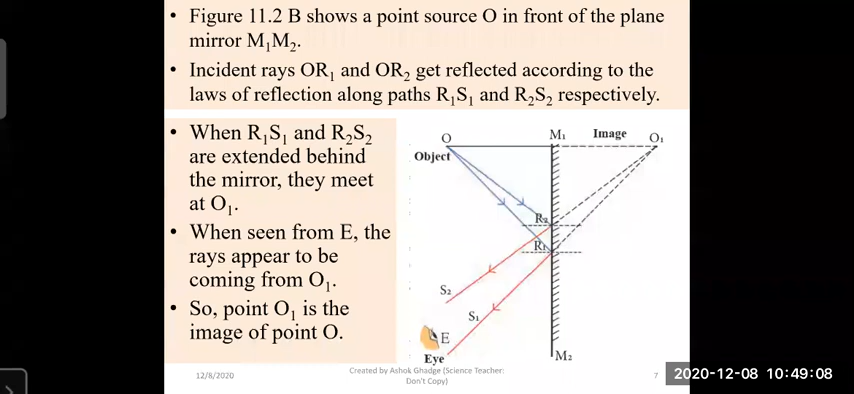 • Figure 11.2 B shows a point source O in front of the plane
mirror M₁M₂.
• Incident rays OR₁ and OR₂ get reflected according to the
laws of reflection along paths R₁S₁ and R₂S₂ respectively.
• When R₁S₁ and R₂S₂
are extended behind
the mirror, they meet
at O₁.
• When seen from E, the
rays appear to be
coming from O₁.
• So, point O₁ is the
image of point O.
O
M₁
Image
O₁
Object
R₂
R₁
S₂
S₁
E
Eye
M₂
12/8/2020
Created by Ashok Ghadge (Science Teacher:
Don't Copy)
7
2020-12-08 10:49:08